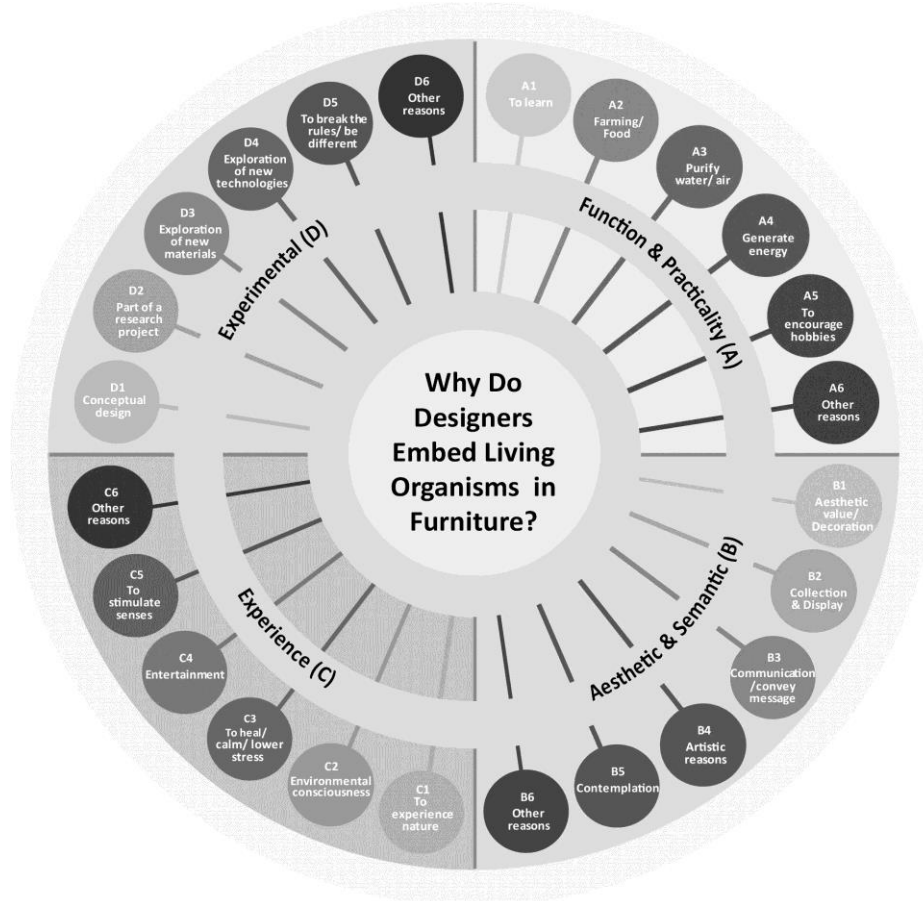 Why Do
Designers
Embed Living
Organisms in
Furniture?
Function & Practicality (A)
A1
To learn
A2
Farming/
Food
A3
Purify
water/ air
A4
Generate
energy
A5
To
encourage
hobbies
A6
Other
reasons
Aesthetic & Semantic (B)
B1
Aesthetic value/
Decoration
B2
Collection
& Display
B3
Communication
/convey
message
B4
Artistic
reasons
B5
Contemplation
B6
Other
reasons
Experience (C)
C1
To
experience
nature
C2
Environmental
consciousness
C3
To heal/
calm/ lower
stress
C4
Entertainment
C5
To
stimulate
senses
C6
Other
reasons
Experimental (D)
D1
Conceptual
design
D2
Part of a
research
project
D3
Exploration
of new
materials
D4
Exploration
of new
technologies
D5
To break the
rules/ be
different
D6
Other
reasons